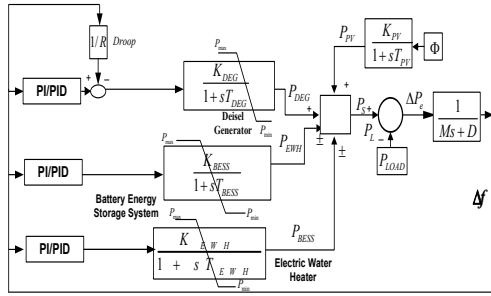 1/R Droop
PI/PID + −
P_max
K_DEG
1+sT_DEG
P_min
Deisel
Generator
P_DEG
P_PV
K_PV
1+sT_PV
Φ
+
+
±
±
P_S +
P_L −
P_LOAD
ΔP_e
1
Ms+D
Δf
PI/PID
P_max
K_BESS
1+sT_BESS
P_min
P_EWH
Battery Energy
Storage System
PI/PID
P_max
K_EWH
1 + s T_EWH
P_min
P_BESS
Electric Water
Heater